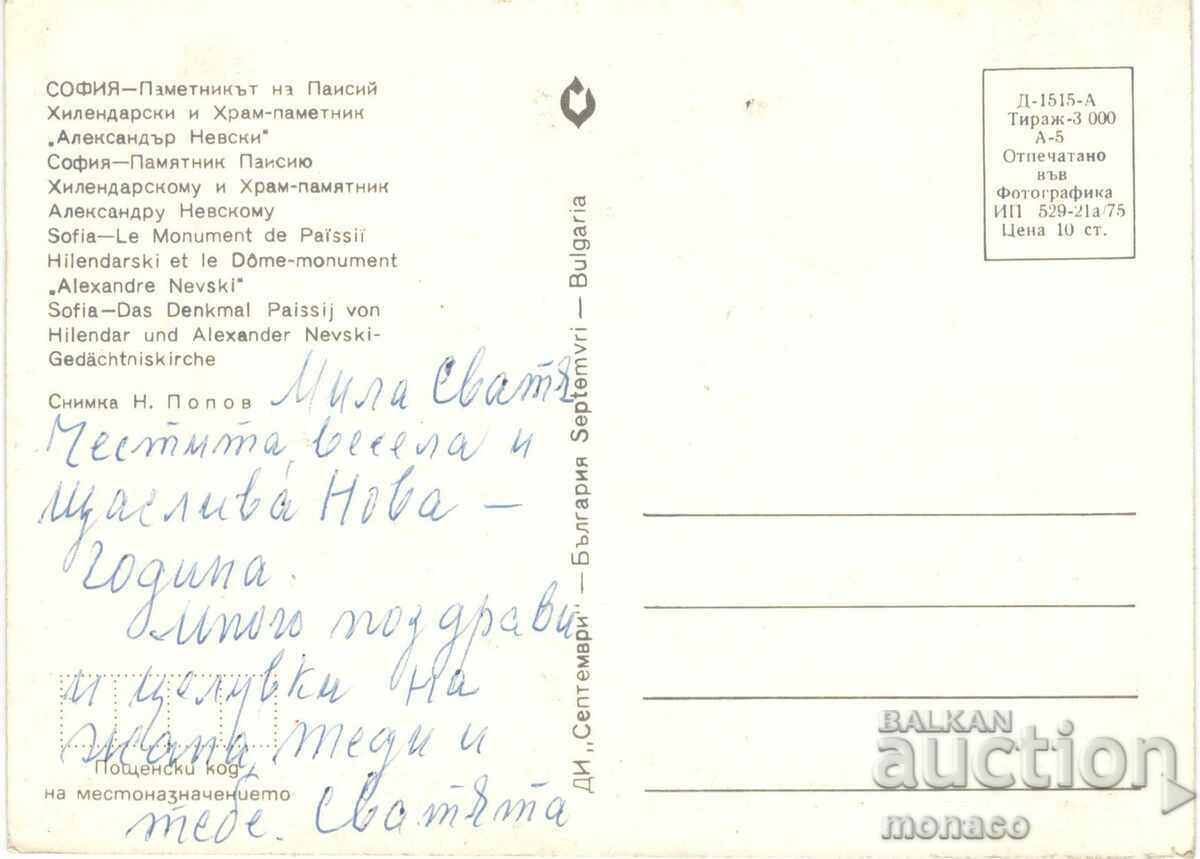 СОФИЯ—Паметникът на Паисий
Хилендарски и Храм-паметник
„Александър Невски"
София—Памятник Паисию
Хилендарскому и Храм-памятник
Александру Невскому
Sofia—Le Monument de Païssiï
Hilendarski et le Dôme-monument
„Alexandre Nevski"
Sofia—Das Denkmal Paissij von
Hilendar und Alexander Nevski-
Gedächtniskirche
Снимка Н. Попов
Мила Сватя
Честита, весела и
щаслива Нова –
година.
Много поздрави
и целувки на
Жана, Теди и
тебе. Сватята
Пощенски код
на местоназначението
ДИ „Септември" — България Septemvri — Bulgaria
Д-1515-А
Тираж-3 000
А-5
Отпечатано
във
Фотографика
ИП 529-21а/75
Цена 10 ст.
BALKAN
auction
monaco